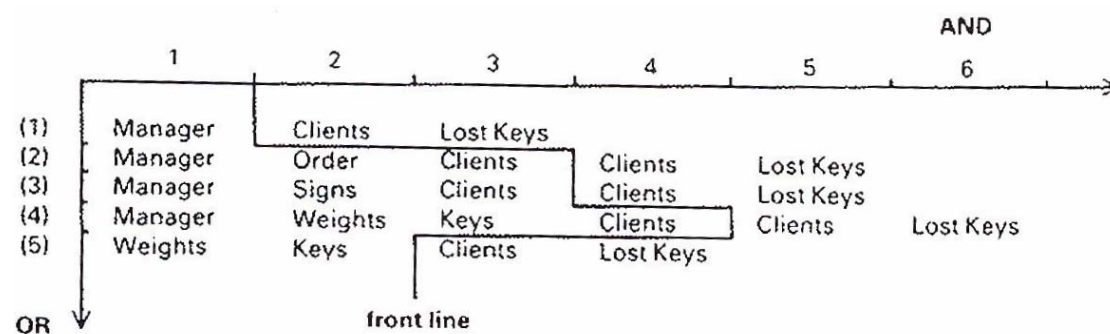 AND
1 2 3 4 5 6
(1) Manager Clients Lost Keys
(2) Manager Order Clients Clients Lost Keys
(3) Manager Signs Clients Clients Lost Keys
(4) Manager Weights Keys Clients Clients Lost Keys
(5) Weights Keys Clients Lost Keys
OR front line